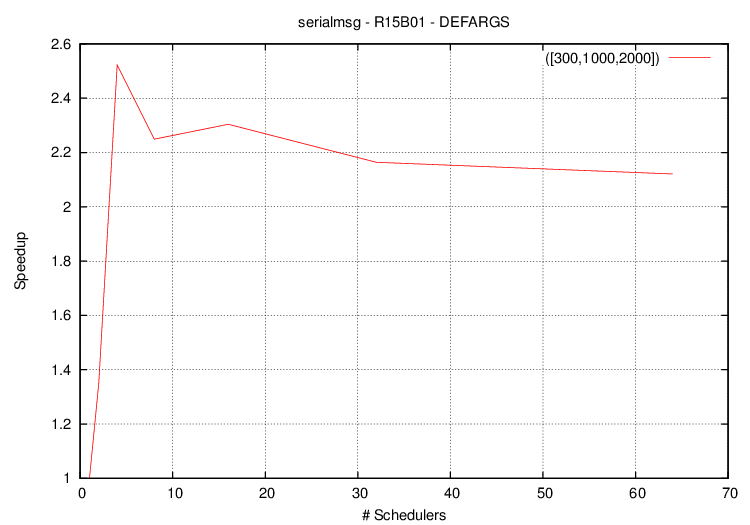 serialmsg - R15B01 - DEFARGS
([300,1000,2000])
2.6
2.4
2.2
2
1.8
1.6
1.4
1.2
1
Speedup
0 10 20 30 40 50 60 70
# Schedulers